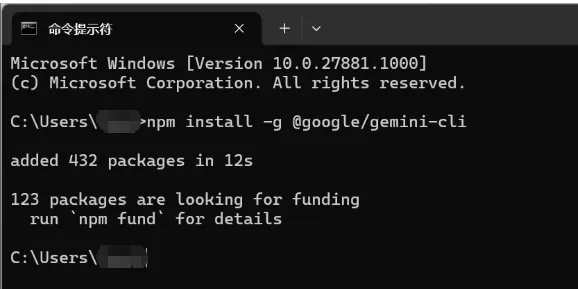 命令提示符
Microsoft Windows [Version 10.0.27881.1000]
(c) Microsoft Corporation. All rights reserved.
C:\Users\ >npm install -g @google/gemini-cli
added 432 packages in 12s
123 packages are looking for funding
run `npm fund` for details
C:\Users\